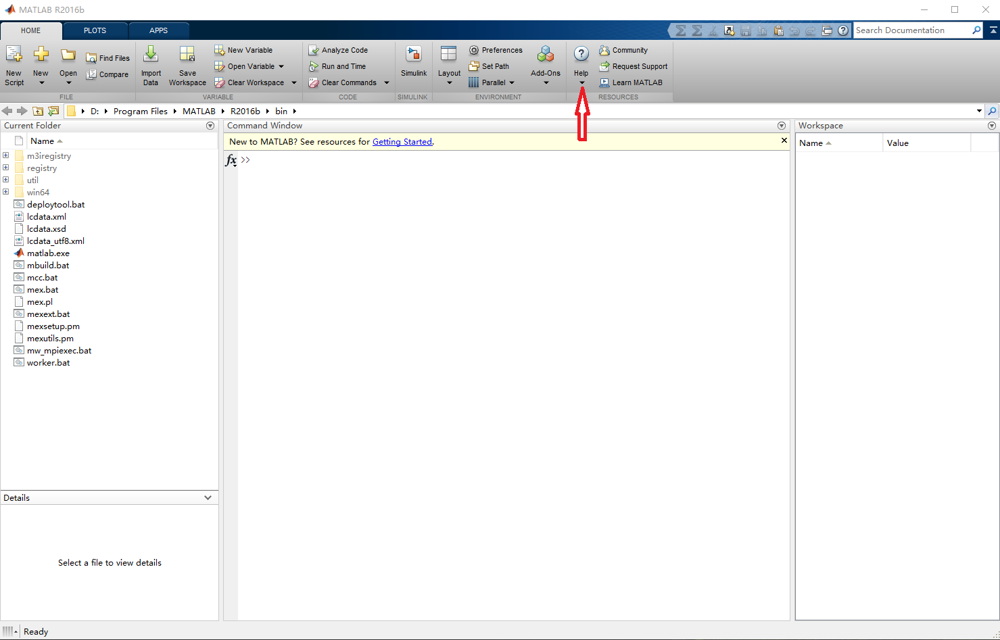 MATLAB R2016b
HOME PLOTS APPS
Search Documentation
New Script
New
Open
Find Files
Compare
FILE
Import Data
Save Workspace
New Variable
Open Variable
Clear Workspace
VARIABLE
Analyze Code
Run and Time
Clear Commands
CODE
Simulink
SIMULINK
Layout
Preferences
Set Path
Parallel
Add-Ons
ENVIRONMENT
Help
Community
Request Support
Learn MATLAB
RESOURCES
D: Program Files MATLAB R2016b bin
Current Folder
Name
m3iregistry
registry
util
win64
deploytool.bat
lcdata.xml
lcdata.xsd
lcdata_utf8.xml
matlab.exe
mbuild.bat
mcc.bat
mex.bat
mex.pl
mexext.bat
mexsetup.pm
mexutils.pm
mw_mpiexec.bat
worker.bat
Details
Select a file to view details
Command Window
New to MATLAB? See resources for Getting Started.
fx >>
Workspace
Name Value
Ready